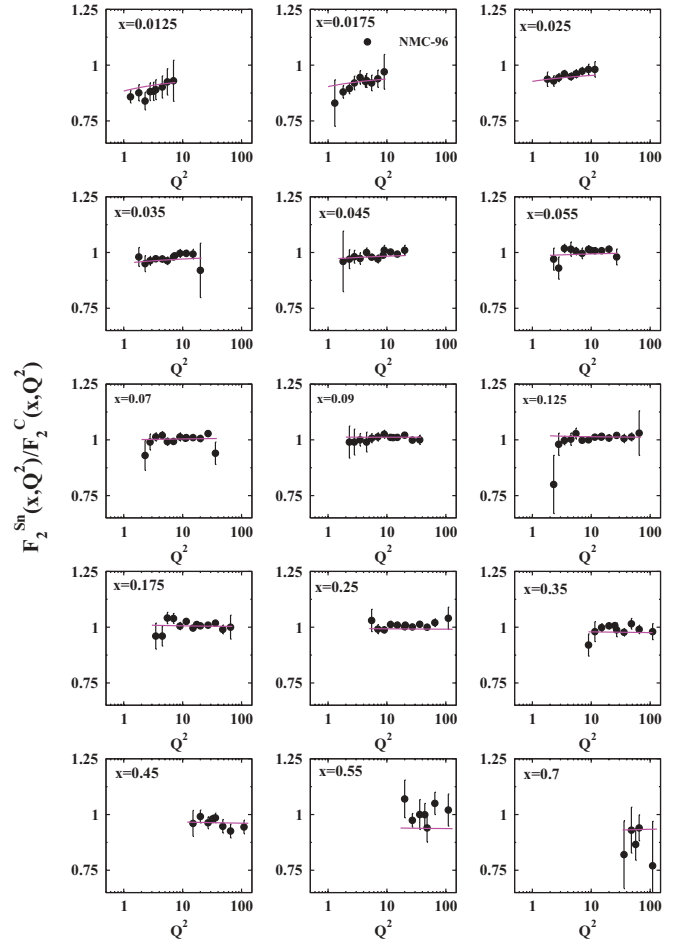 x=0.0125 x=0.0175 NMC-96 x=0.025
1.25 1.25 1.25
1 1 1
0.75 0.75 0.75
1 10 100 1 10 100 1 10 100
Q² Q² Q²
x=0.035 x=0.045 x=0.055
1.25 1.25 1.25
1 1 1
0.75 0.75 0.75
1 10 100 1 10 100 1 10 100
Q² Q² Q²
F₂^Sn(x,Q²)/F₂^C(x,Q²)
x=0.07 x=0.09 x=0.125
1.25 1.25 1.25
1 1 1
0.75 0.75 0.75
1 10 100 1 10 100 1 10 100
Q² Q² Q²
x=0.175 x=0.25 x=0.35
1.25 1.25 1.25
1 1 1
0.75 0.75 0.75
1 10 100 1 10 100 1 10 100
Q² Q² Q²
x=0.45 x=0.55 x=0.7
1.25 1.25 1.25
1 1 1
0.75 0.75 0.75
1 10 100 1 10 100 1 10 100
Q² Q² Q²